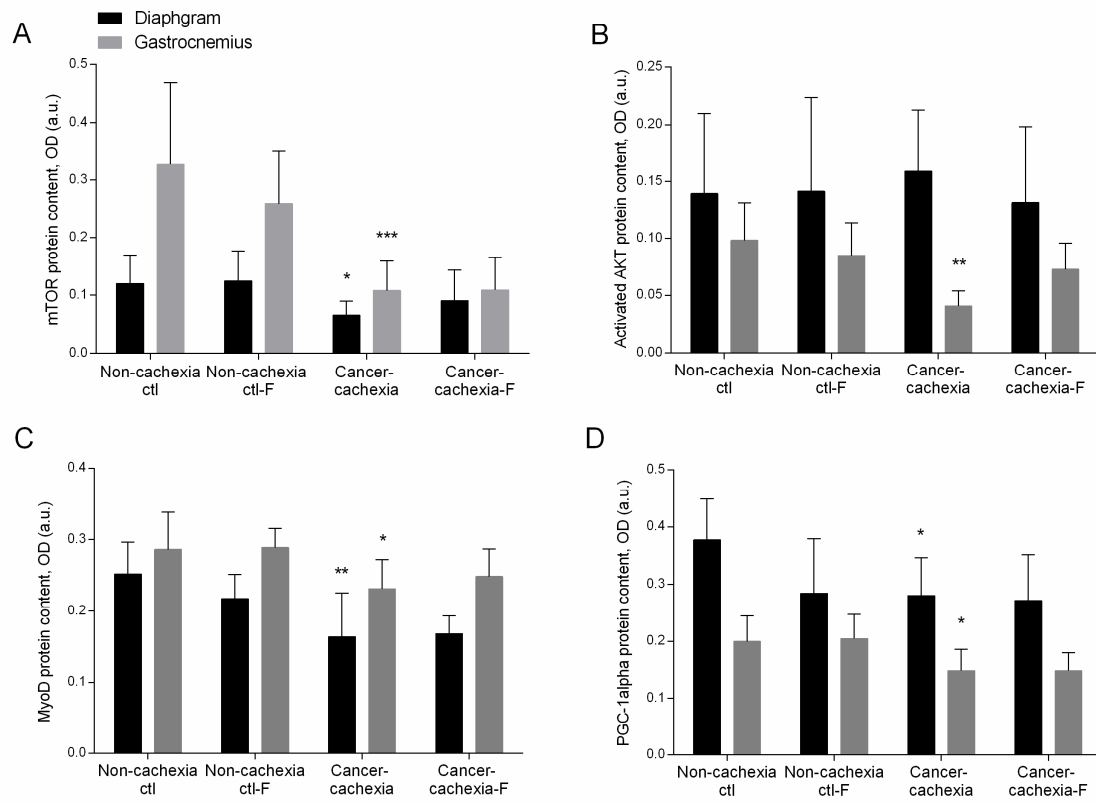 Diaphgram
Gastrocnemius
A
mTOR protein content, OD (a.u.)
0.5
0.4
0.3
0.2
0.1
0.0
*
***
Non-cachexia
ctl
Non-cachexia
ctl-F
Cancer-
cachexia
Cancer-
cachexia-F
B
Activated AKT protein content, OD (a.u.)
0.25
0.20
0.15
0.10
0.05
0.00
**
Non-cachexia
ctl
Non-cachexia
ctl-F
Cancer-
cachexia
Cancer-
cachexia-F
C
MyoD protein content, OD (a.u.)
0.4
0.3
0.2
0.1
0.0
**
*
Non-cachexia
ctl
Non-cachexia
ctl-F
Cancer-
cachexia
Cancer-
cachexia-F
D
PGC-1alpha protein content, OD (a.u.)
0.5
0.4
0.3
0.2
0.1
0.0
*
*
Non-cachexia
ctl
Non-cachexia
ctl-F
Cancer-
cachexia
Cancer-
cachexia-F